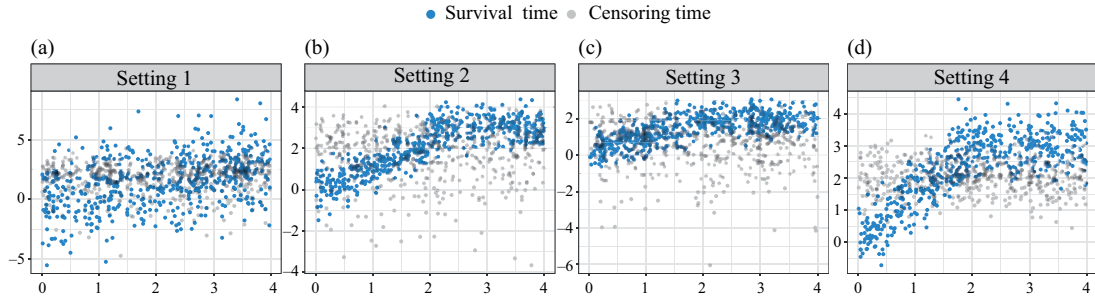 Survival time Censoring time
(a) (b) (c) (d)
Setting 1 Setting 2 Setting 3 Setting 4
5 0 −5
0 1 2 3 4
4 2 0 −2 −4
0 1 2 3 4
2 0 −2 −4 −6
0 1 2 3 4
4 3 2 1 0
0 1 2 3 4